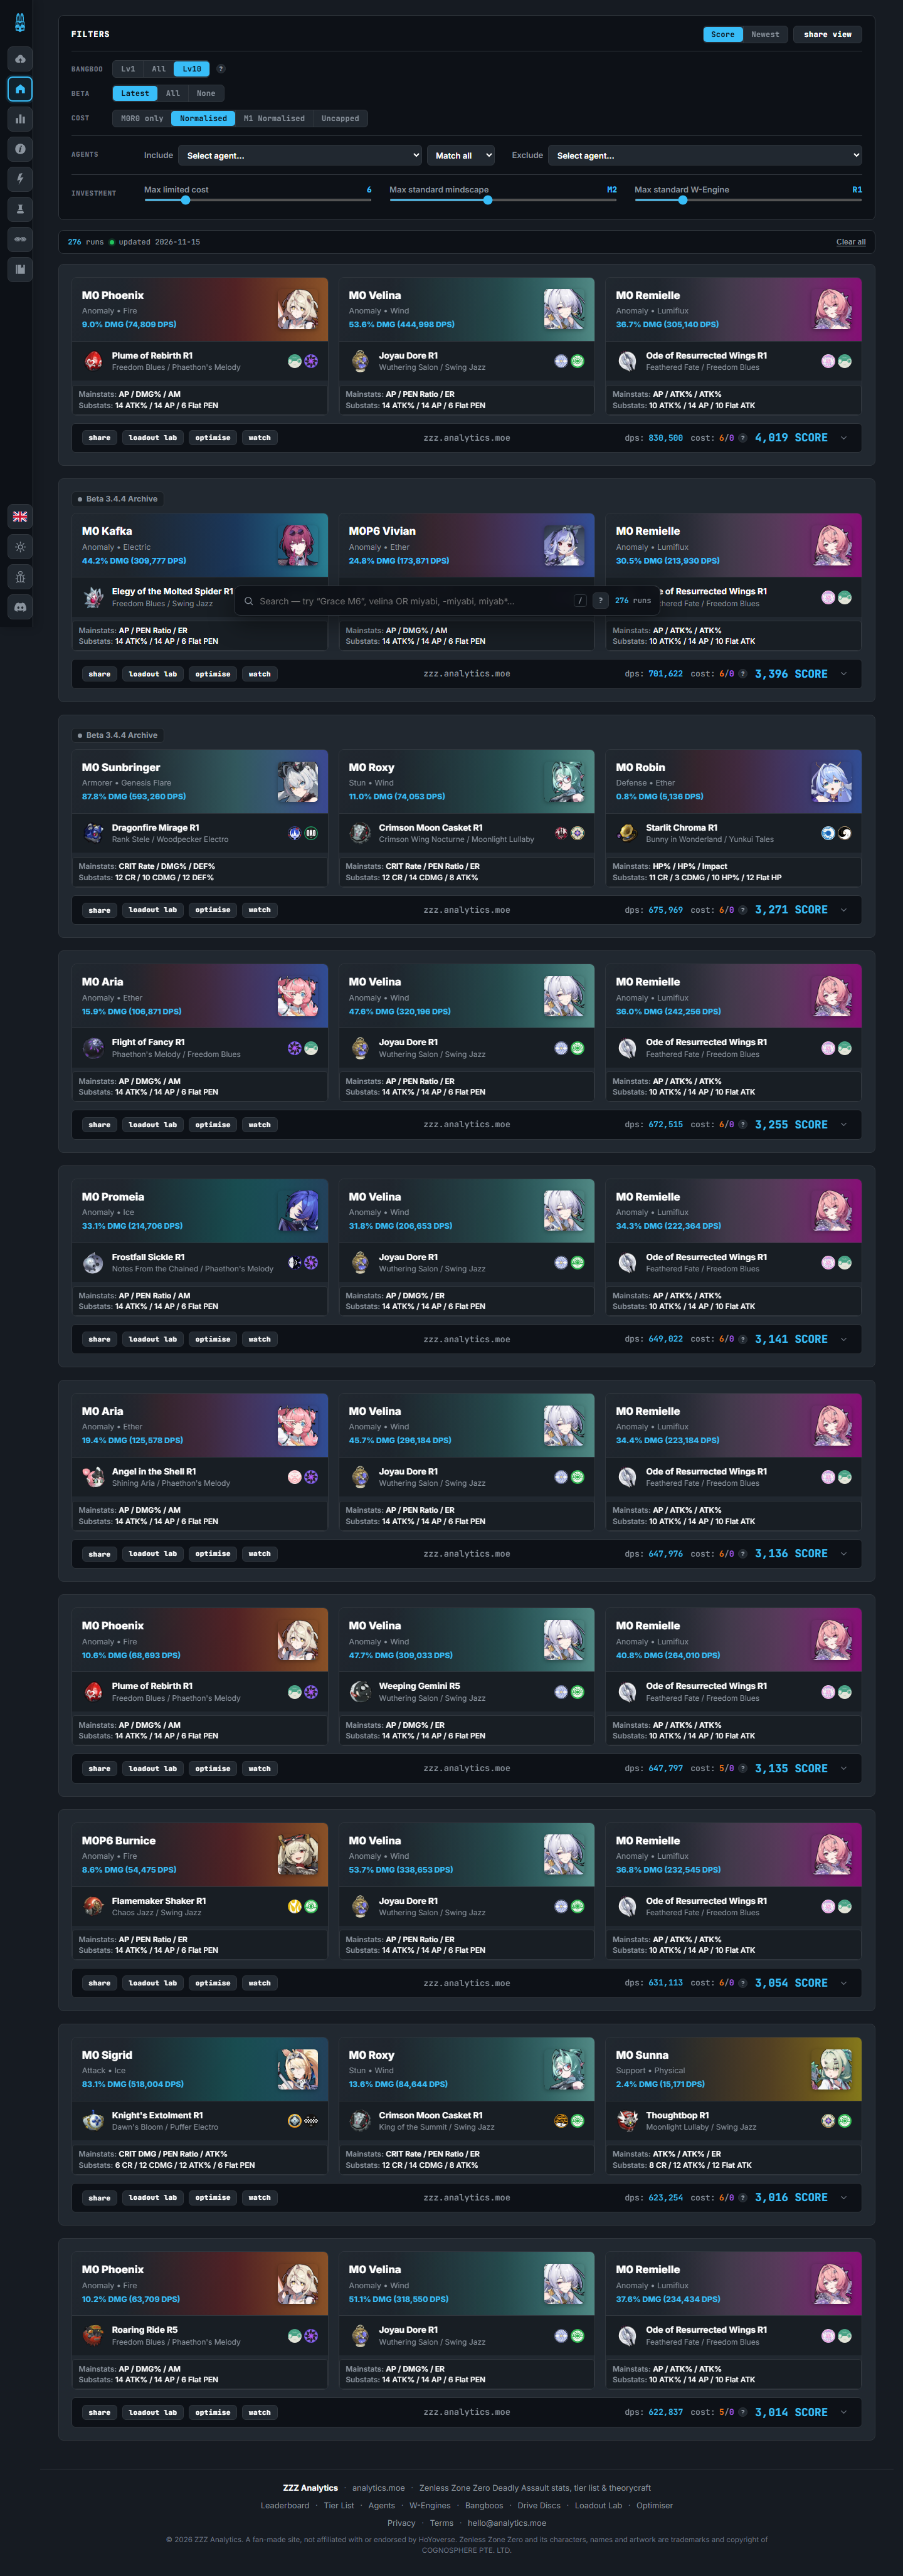 FILTERS
Score Newest share view
BANGBOO Lv1 All Lv10 ?
BETA Latest All None
COST M0R0 only Normalised M1 Normalised Uncapped
AGENTS Include Select agent... Match all Exclude Select agent...
INVESTMENT Max limited cost 6 Max standard mindscape M2 Max standard W-Engine R1
276 runs updated 2026-11-15 Clear all
M0 Phoenix M0 Velina M0 Remielle
Anomaly • Fire Anomaly • Wind Anomaly • Lumiflux
9.0% DMG (74,809 DPS) 53.6% DMG (444,998 DPS) 36.7% DMG (305,140 DPS)
Plume of Rebirth R1 Joyau Dore R1 Ode of Resurrected Wings R1
Freedom Blues / Phaethon's Melody Wuthering Salon / Swing Jazz Feathered Fate / Freedom Blues
Mainstats: AP / DMG% / AM Mainstats: AP / PEN Ratio / ER Mainstats: AP / ATK% / ATK%
Substats: 14 ATK% / 14 AP / 6 Flat PEN Substats: 14 ATK% / 14 AP / 6 Flat PEN Substats: 10 ATK% / 14 AP / 10 Flat ATK
share loadout lab optimise watch zzz.analytics.moe dps: 830,500 cost: 6/0 ? 4,019 SCORE
Beta 3.4.4 Archive
M0 Kafka M0P6 Vivian M0 Remielle
Anomaly • Electric Anomaly • Ether Anomaly • Lumiflux
44.2% DMG (309,777 DPS) 24.8% DMG (173,871 DPS) 30.5% DMG (213,930 DPS)
Elegy of the Molted Spider R1 e of Resurrected Wings R1
Search — try "Grace M6", velina OR miyabi, -miyabi, miyab*... / ? 276 runs
Freedom Blues / Swing Jazz thered Fate / Freedom Blues
Mainstats: AP / PEN Ratio / ER Mainstats: AP / DMG% / AM Mainstats: AP / ATK% / ATK%
Substats: 14 ATK% / 14 AP / 6 Flat PEN Substats: 14 ATK% / 14 AP / 6 Flat PEN Substats: 10 ATK% / 14 AP / 10 Flat ATK
share loadout lab optimise watch zzz.analytics.moe dps: 701,622 cost: 6/0 ? 3,396 SCORE
Beta 3.4.4 Archive
M0 Sunbringer M0 Roxy M0 Robin
Armorer • Genesis Flare Stun • Wind Defense • Ether
87.8% DMG (593,260 DPS) 11.0% DMG (74,053 DPS) 0.8% DMG (5,136 DPS)
Dragonfire Mirage R1 Crimson Moon Casket R1 Starlit Chroma R1
Rank Stele / Woodpecker Electro Crimson Wing Nocturne / Moonlight Lullaby Bunny in Wonderland / Yunkui Tales
Mainstats: CRIT Rate / DMG% / DEF% Mainstats: CRIT Rate / PEN Ratio / ER Mainstats: HP% / HP% / Impact
Substats: 12 CR / 10 CDMG / 12 DEF% Substats: 12 CR / 14 CDMG / 8 ATK% Substats: 11 CR / 3 CDMG / 10 HP% / 12 Flat HP
share loadout lab optimise watch zzz.analytics.moe dps: 675,969 cost: 6/0 ? 3,271 SCORE
M0 Aria M0 Velina M0 Remielle
Anomaly • Ether Anomaly • Wind Anomaly • Lumiflux
15.9% DMG (106,871 DPS) 47.6% DMG (320,196 DPS) 36.0% DMG (242,256 DPS)
Flight of Fancy R1 Joyau Dore R1 Ode of Resurrected Wings R1
Phaethon's Melody / Freedom Blues Wuthering Salon / Swing Jazz Feathered Fate / Freedom Blues
Mainstats: AP / DMG% / AM Mainstats: AP / PEN Ratio / ER Mainstats: AP / ATK% / ATK%
Substats: 14 ATK% / 14 AP / 6 Flat PEN Substats: 14 ATK% / 14 AP / 6 Flat PEN Substats: 10 ATK% / 14 AP / 10 Flat ATK
share loadout lab optimise watch zzz.analytics.moe dps: 672,515 cost: 6/0 ? 3,255 SCORE
M0 Promeia M0 Velina M0 Remielle
Anomaly • Ice Anomaly • Wind Anomaly • Lumiflux
33.1% DMG (214,706 DPS) 31.8% DMG (206,653 DPS) 34.3% DMG (222,364 DPS)
Frostfall Sickle R1 Joyau Dore R1 Ode of Resurrected Wings R1
Notes From the Chained / Phaethon's Melody Wuthering Salon / Swing Jazz Feathered Fate / Freedom Blues
Mainstats: AP / PEN Ratio / AM Mainstats: AP / DMG% / ER Mainstats: AP / ATK% / ATK%
Substats: 14 ATK% / 14 AP / 6 Flat PEN Substats: 14 ATK% / 14 AP / 6 Flat PEN Substats: 10 ATK% / 14 AP / 10 Flat ATK
share loadout lab optimise watch zzz.analytics.moe dps: 649,022 cost: 6/0 ? 3,141 SCORE
M0 Aria M0 Velina M0 Remielle
Anomaly • Ether Anomaly • Wind Anomaly • Lumiflux
19.4% DMG (125,578 DPS) 45.7% DMG (296,184 DPS) 34.4% DMG (223,184 DPS)
Angel in the Shell R1 Joyau Dore R1 Ode of Resurrected Wings R1
Shining Aria / Phaethon's Melody Wuthering Salon / Swing Jazz Feathered Fate / Freedom Blues
Mainstats: AP / DMG% / AM Mainstats: AP / PEN Ratio / ER Mainstats: AP / ATK% / ATK%
Substats: 14 ATK% / 14 AP / 6 Flat PEN Substats: 14 ATK% / 14 AP / 6 Flat PEN Substats: 10 ATK% / 14 AP / 10 Flat ATK
share loadout lab optimise watch zzz.analytics.moe dps: 647,976 cost: 6/0 ? 3,136 SCORE
M0 Phoenix M0 Velina M0 Remielle
Anomaly • Fire Anomaly • Wind Anomaly • Lumiflux
10.6% DMG (68,693 DPS) 47.7% DMG (309,033 DPS) 40.8% DMG (264,010 DPS)
Plume of Rebirth R1 Weeping Gemini R5 Ode of Resurrected Wings R1
Freedom Blues / Phaethon's Melody Wuthering Salon / Swing Jazz Feathered Fate / Freedom Blues
Mainstats: AP / DMG% / AM Mainstats: AP / DMG% / ER Mainstats: AP / ATK% / ATK%
Substats: 14 ATK% / 14 AP / 6 Flat PEN Substats: 14 ATK% / 14 AP / 6 Flat PEN Substats: 10 ATK% / 14 AP / 10 Flat ATK
share loadout lab optimise watch zzz.analytics.moe dps: 647,797 cost: 5/0 ? 3,135 SCORE
M0P6 Burnice M0 Velina M0 Remielle
Anomaly • Fire Anomaly • Wind Anomaly • Lumiflux
8.6% DMG (54,475 DPS) 53.7% DMG (338,653 DPS) 36.8% DMG (232,545 DPS)
Flamemaker Shaker R1 Joyau Dore R1 Ode of Resurrected Wings R1
Chaos Jazz / Swing Jazz Wuthering Salon / Swing Jazz Feathered Fate / Freedom Blues
Mainstats: AP / PEN Ratio / ER Mainstats: AP / PEN Ratio / ER Mainstats: AP / ATK% / ATK%
Substats: 14 ATK% / 14 AP / 6 Flat PEN Substats: 14 ATK% / 14 AP / 6 Flat PEN Substats: 10 ATK% / 14 AP / 10 Flat ATK
share loadout lab optimise watch zzz.analytics.moe dps: 631,113 cost: 6/0 ? 3,054 SCORE
M0 Sigrid M0 Roxy M0 Sunna
Attack • Ice Stun • Wind Support • Physical
83.1% DMG (518,004 DPS) 13.6% DMG (84,644 DPS) 2.4% DMG (15,171 DPS)
Knight's Extolment R1 Crimson Moon Casket R1 Thoughtbop R1
Dawn's Bloom / Puffer Electro King of the Summit / Swing Jazz Moonlight Lullaby / Swing Jazz
Mainstats: CRIT DMG / PEN Ratio / ATK% Mainstats: CRIT Rate / PEN Ratio / ER Mainstats: ATK% / ATK% / ER
Substats: 6 CR / 12 CDMG / 12 ATK% / 6 Flat PEN Substats: 12 CR / 14 CDMG / 8 ATK% Substats: 8 CR / 12 ATK% / 12 Flat ATK
share loadout lab optimise watch zzz.analytics.moe dps: 623,254 cost: 6/0 ? 3,016 SCORE
M0 Phoenix M0 Velina M0 Remielle
Anomaly • Fire Anomaly • Wind Anomaly • Lumiflux
10.2% DMG (63,709 DPS) 51.1% DMG (318,550 DPS) 37.6% DMG (234,434 DPS)
Roaring Ride R5 Joyau Dore R1 Ode of Resurrected Wings R1
Freedom Blues / Phaethon's Melody Wuthering Salon / Swing Jazz Feathered Fate / Freedom Blues
Mainstats: AP / DMG% / AM Mainstats: AP / DMG% / ER Mainstats: AP / ATK% / ATK%
Substats: 14 ATK% / 14 AP / 6 Flat PEN Substats: 14 ATK% / 14 AP / 6 Flat PEN Substats: 10 ATK% / 14 AP / 10 Flat ATK
share loadout lab optimise watch zzz.analytics.moe dps: 622,837 cost: 5/0 ? 3,014 SCORE
ZZZ Analytics · analytics.moe · Zenless Zone Zero Deadly Assault stats, tier list & theorycraft
Leaderboard · Tier List · Agents · W-Engines · Bangboos · Drive Discs · Loadout Lab · Optimiser
Privacy · Terms · hello@analytics.moe
© 2026 ZZZ Analytics. A fan-made site, not affiliated with or endorsed by HoYoverse. Zenless Zone Zero and its characters, names and artwork are trademarks and copyright of
COGNOSPHERE PTE. LTD.